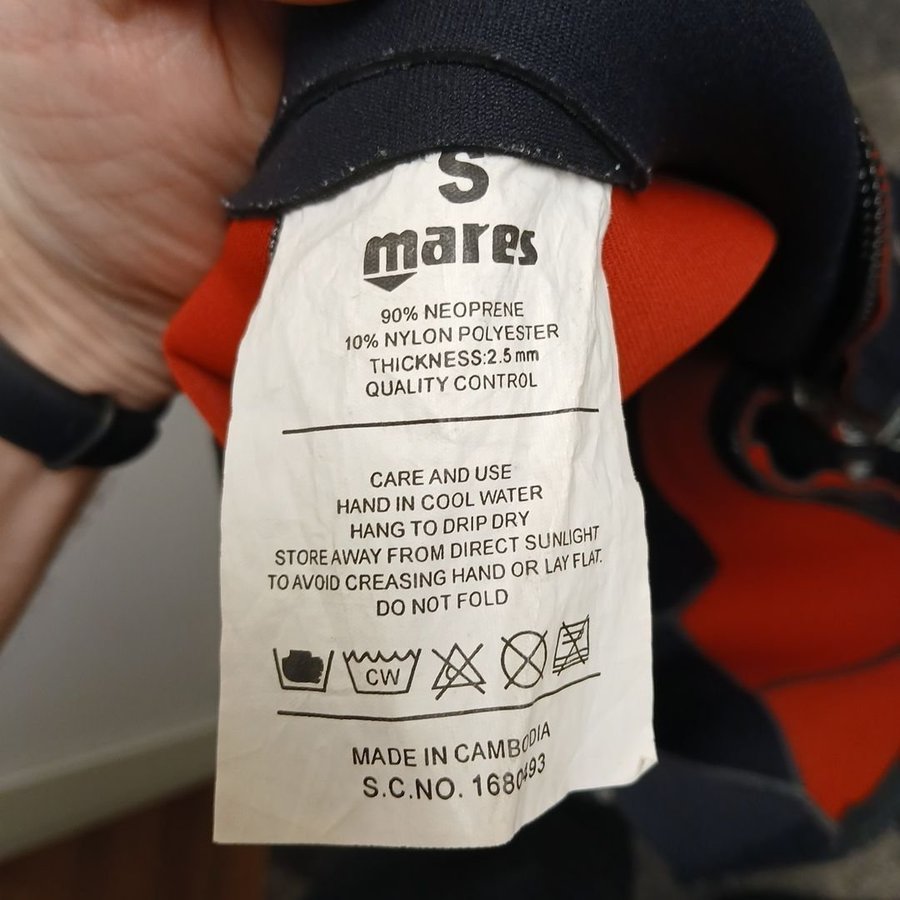 S
mares
90% NEOPRENE
10% NYLON POLYESTER
THICKNESS:2.5mm
QUALITY CONTROL
CARE AND USE
HAND IN COOL WATER
HANG TO DRIP DRY
STORE AWAY FROM DIRECT SUNLIGHT
TO AVOID CREASING HAND OR LAY FLAT.
DO NOT FOLD
CW
MADE IN CAMBODIA
S.C.NO. 1680493